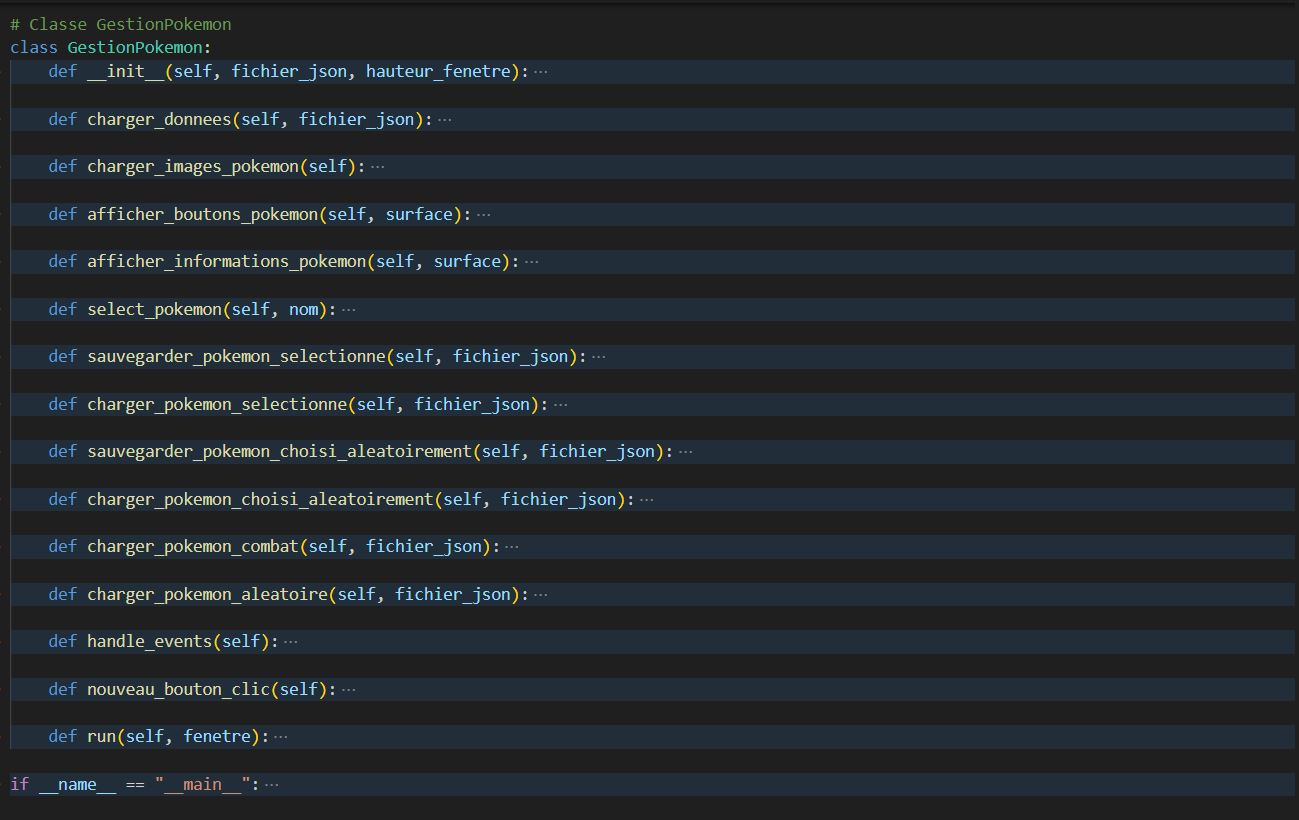 # Classe GestionPokemon
class GestionPokemon:
def __init__(self, fichier_json, hauteur_fenetre): ···
def charger_donnees(self, fichier_json): ···
def charger_images_pokemon(self): ···
def afficher_boutons_pokemon(self, surface): ···
def afficher_informations_pokemon(self, surface): ···
def select_pokemon(self, nom): ···
def sauvegarder_pokemon_selectionne(self, fichier_json): ···
def charger_pokemon_selectionne(self, fichier_json): ···
def sauvegarder_pokemon_choisi_aleatoirement(self, fichier_json): ···
def charger_pokemon_choisi_aleatoirement(self, fichier_json): ···
def charger_pokemon_combat(self, fichier_json): ···
def charger_pokemon_aleatoire(self, fichier_json): ···
def handle_events(self): ···
def nouveau_bouton_clic(self): ···
def run(self, fenetre): ···
if __name__ == "__main__": ···